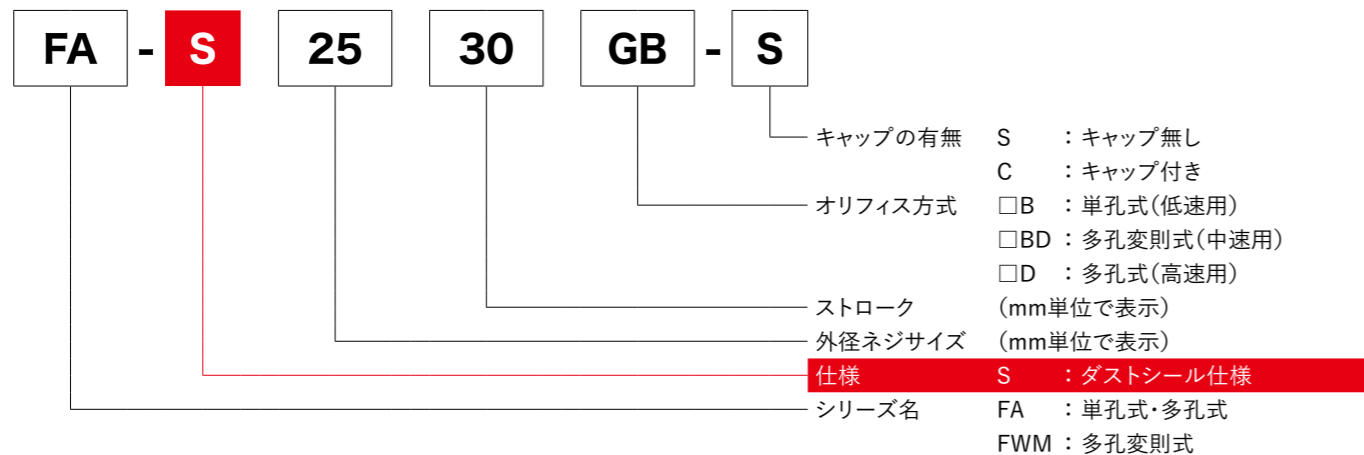 FA - S 25 30 GB - S
キャップの有無 S : キャップ無し
C : キャップ付き
オリフィス方式 □B : 単孔式(低速用)
□BD : 多孔変則式(中速用)
□D : 多孔式(高速用)
ストローク (mm単位で表示)
外径ネジサイズ (mm単位で表示)
仕様 S : ダストシール仕様
シリーズ名 FA : 単孔式・多孔式
FWM : 多孔変則式